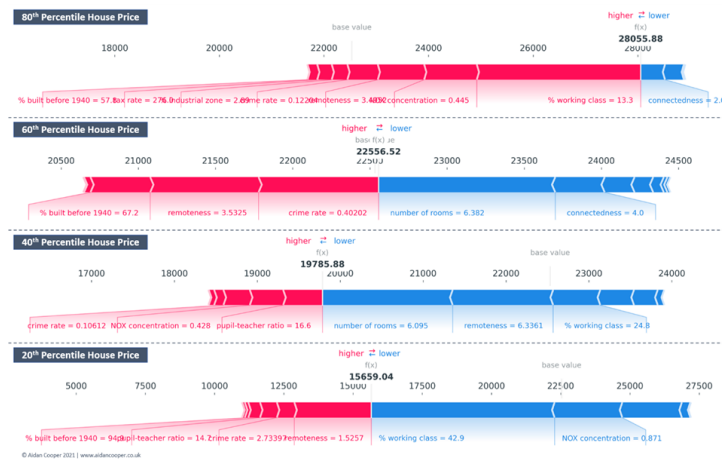 80th Percentile House Price
higher ⇄ lower
base value
f(x)
28055.88
18000 20000 22000 24000 26000 28000
% built before 1940 = 57.8 tax rate = 276.0 % industrial zone = 2.89 crime rate = 0.12204 remoteness = 3.4952 NOX concentration = 0.445 % working class = 13.3 connectedness = 2.0
60th Percentile House Price
higher ⇄ lower
base value
f(x)
22556.52
20500 21000 21500 22000 22500 23000 23500 24000 24500
% built before 1940 = 67.2 remoteness = 3.5325 crime rate = 0.40202 number of rooms = 6.382 connectedness = 4.0
40th Percentile House Price
higher ⇄ lower
f(x) base value
19785.88
17000 18000 19000 20000 21000 22000 23000 24000
crime rate = 0.10612 NOX concentration = 0.428 pupil-teacher ratio = 16.6 number of rooms = 6.095 remoteness = 6.3361 % working class = 24.8
20th Percentile House Price
higher ⇄ lower
f(x) base value
15659.04
5000 7500 10000 12500 15000 17500 20000 22500 25000 27500
% built before 1940 = 94.9 pupil-teacher ratio = 14.7 crime rate = 2.73397 remoteness = 1.5257 % working class = 42.9 NOX concentration = 0.871
© Aidan Cooper 2021 | www.aidancooper.co.uk